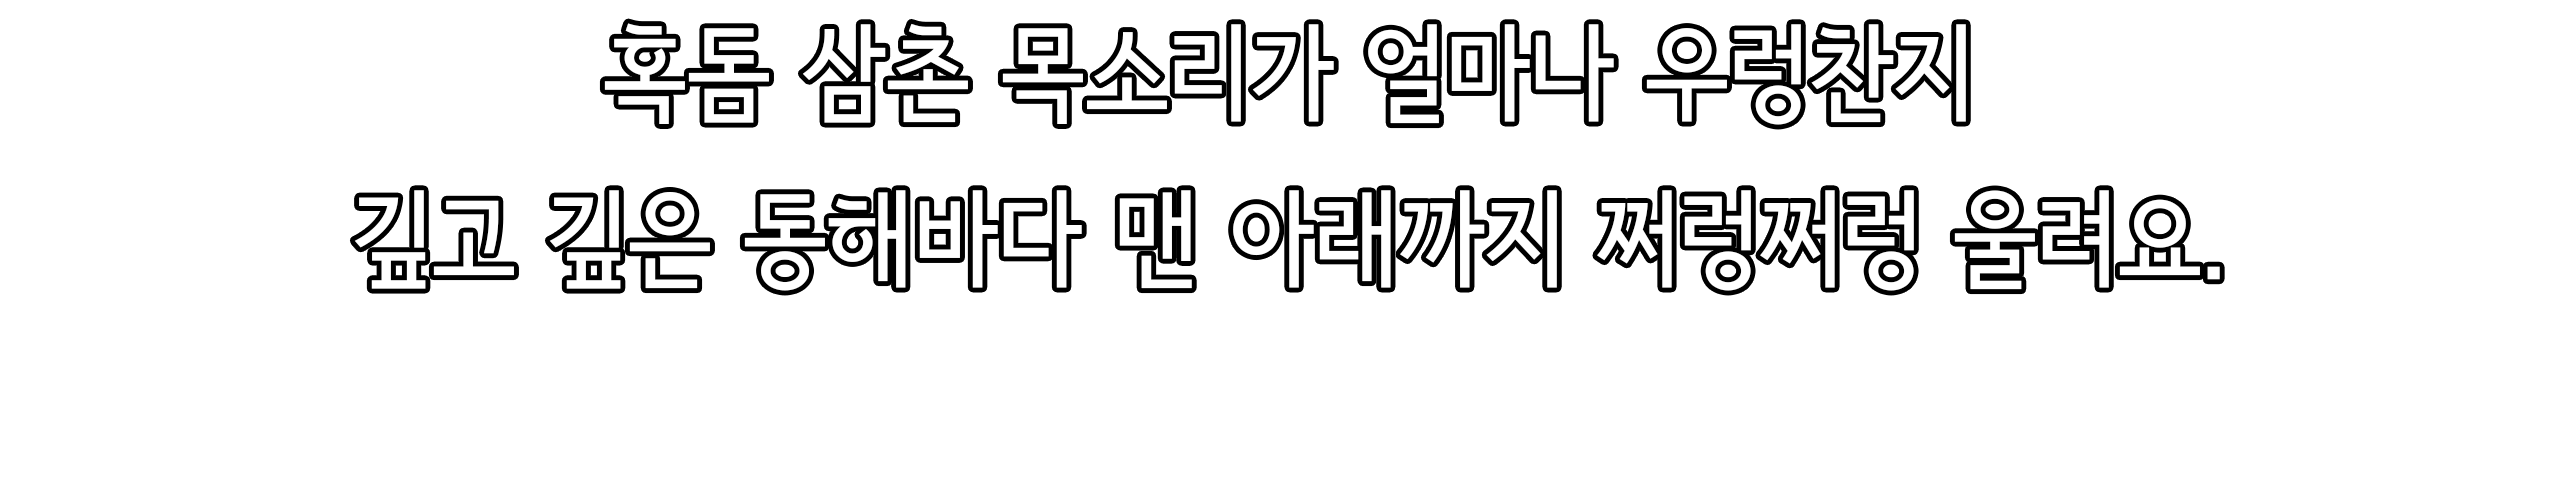 혹돔 삼촌 목소리가 얼마나 우렁찬지
깊고 깊은 동해바다 맨 아래까지 쩌렁쩌렁 울려요.